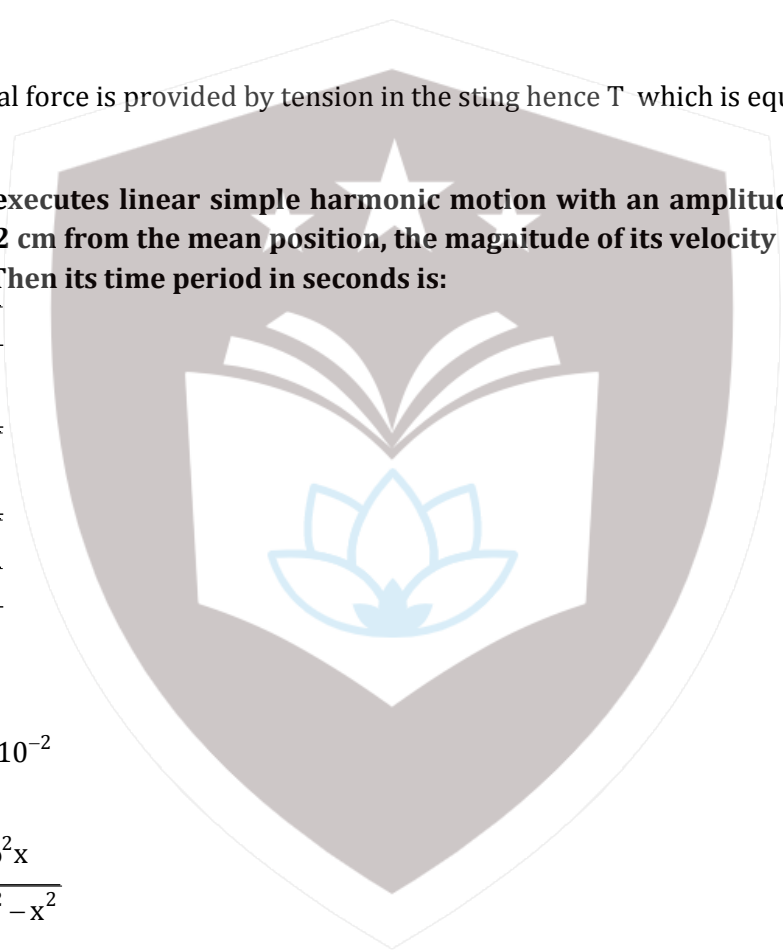 al force is provided by tension in the sting hence T which is equ
executes linear simple harmonic motion with an amplitud
2 cm from the mean position, the magnitude of its velocity
Then its time period in seconds is:
10⁻²
²x
– x²